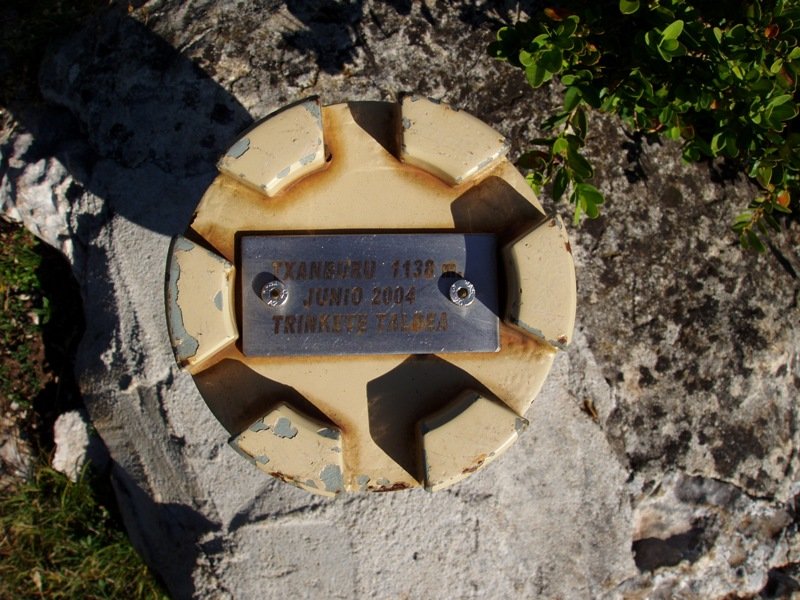 TXANBURU 1138 m
JUNIO 2004
TRINKETE TALDEA